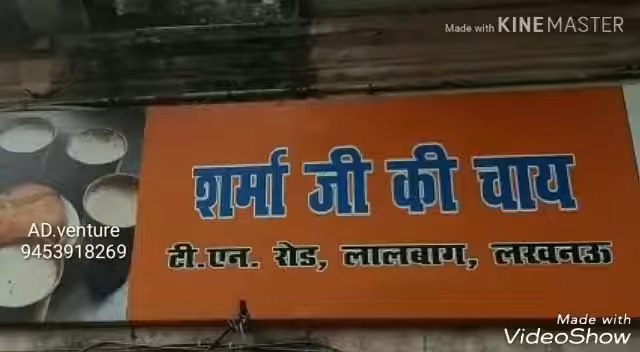 Made with KINEMASTER
शर्मा जी की चाय
टी.एन. रोड, लालबाग, लखनऊ
AD.venture
9453918269
Made with
VideoShow